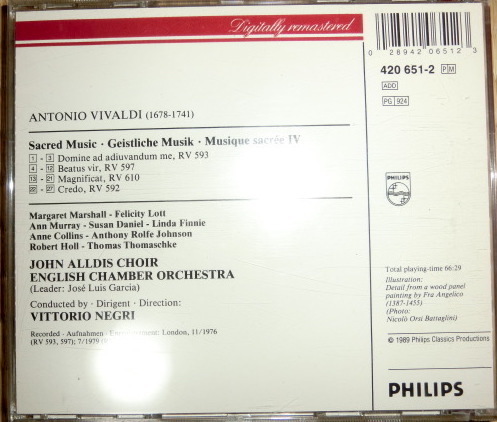 Digitally remastered
0 28942 06512 3
420 651-2 PM
ADD
PG 924
ANTONIO VIVALDI (1678-1741)
Sacred Music · Geistliche Musik · Musique sacrée IV
1 - 3 Domine ad adiuvandum me, RV 593
4 - 12 Beatus vir, RV 597
13 - 21 Magnificat, RV 610
22 - 27 Credo, RV 592
Margaret Marshall - Felicity Lott
Ann Murray - Susan Daniel - Linda Finnie
Anne Collins - Anthony Rolfe Johnson
Robert Holl - Thomas Thomaschke
JOHN ALLDIS CHOIR
ENGLISH CHAMBER ORCHESTRA
(Leader: José Luis Garcia)
Conducted by · Dirigent · Direction:
VITTORIO NEGRI
Recorded - Aufnahmen - London, 11/1976
(RV 593, 597); 7/1979
Total playing-time 66:29
Illustration:
Detail from a wood panel
painting by Fra Angelico
(1387-1455)
(Photo:
Nicolò Orsi Battaglini)
© 1989 Philips Classics Productions
PHILIPS